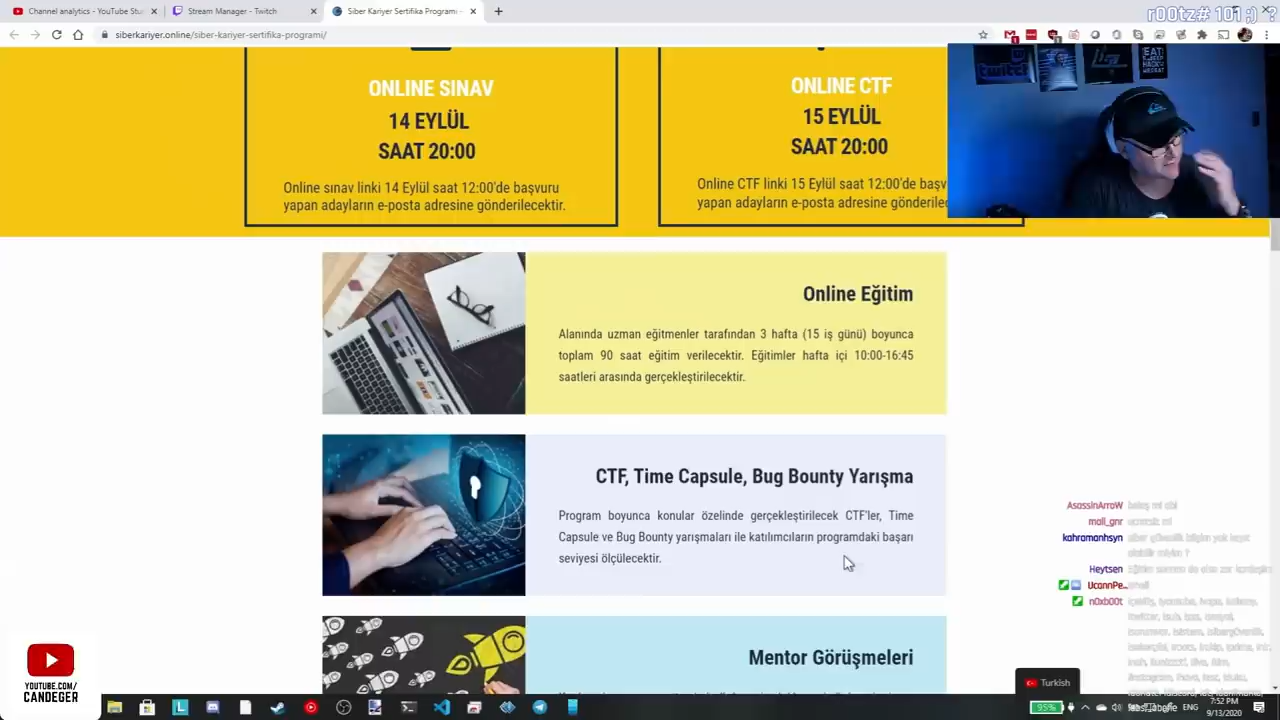 Channel analytics - YouTube Stu
Stream Manager - Twitch
Siber Kariyer Sertifika Programı -
r00tz# 101 ;)
siberkariyer.online/siber-kariyer-sertifika-programi/
ONLINE SINAV
14 EYLÜL
SAAT 20:00
Online sınav linki 14 Eylül saat 12:00'de başvuru
yapan adayların e-posta adresine gönderilecektir.
ONLINE CTF
15 EYLÜL
SAAT 20:00
Online CTF linki 15 Eylül saat 12:00'de başv
yapan adayların e-posta adresine gönderilec
twitch
EAT
SLEEP
HACK
REPEAT
Online Eğitim
Alanında uzman eğitmenler tarafından 3 hafta (15 iş günü) boyunca
toplam 90 saat eğitim verilecektir. Eğitimler hafta içi 10:00-16:45
saatleri arasında gerçekleştirilecektir.
CTF, Time Capsule, Bug Bounty Yarışma
Program boyunca konular özelinde gerçekleştirilecek CTF'ler, Time
Capsule ve Bug Bounty yarışmaları ile katılımcıların programdaki başarı
seviyesi ölçülecektir.
Mentor Görüşmeleri
AsassinArroW
mali_gnr
kahramanhsyn
Heytsen
UcannPe...
n0xb00t
Turkish
YOUTUBE.COM/
CANDEGER
95%
ENG
7:52 PM
9/13/2020